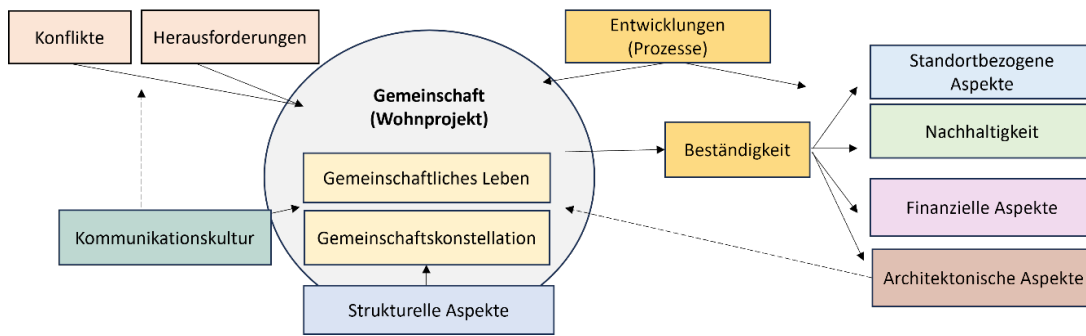 Konflikte
Herausforderungen
Entwicklungen
(Prozesse)
Standortbezogene
Aspekte
Gemeinschaft
(Wohnprojekt)
Nachhaltigkeit
Beständigkeit
Gemeinschaftliches Leben
Finanzielle Aspekte
Kommunikationskultur
Gemeinschaftskonstellation
Architektonische Aspekte
Strukturelle Aspekte